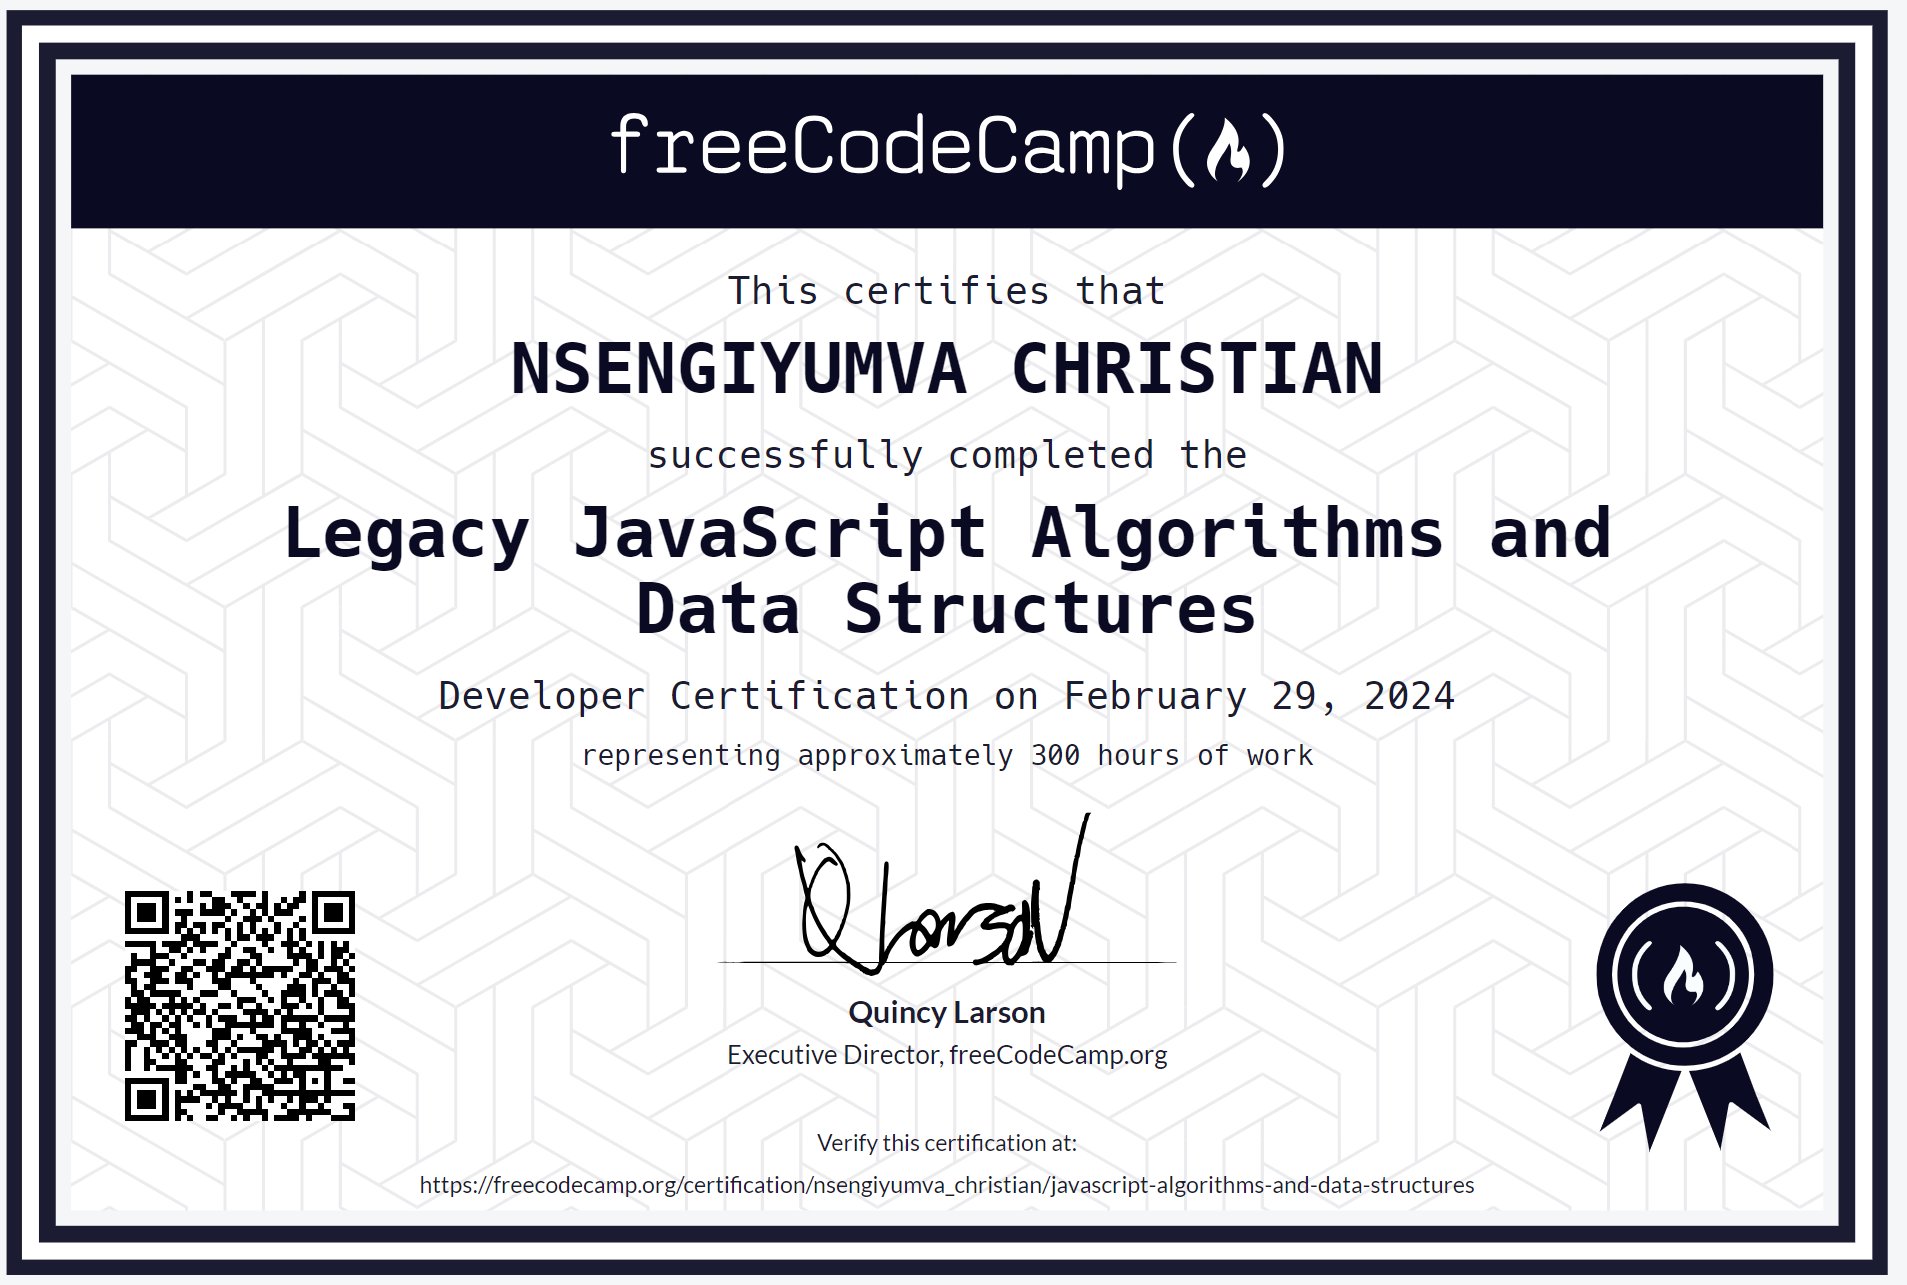 freeCodeCamp
This certifies that
NSENGIYUMVA CHRISTIAN
successfully completed the
Legacy JavaScript Algorithms and
Data Structures
Developer Certification on February 29, 2024
representing approximately 300 hours of work
Quincy Larson
Executive Director, freeCodeCamp.org
Verify this certification at:
https://freecodecamp.org/certification/nsengiyumva_christian/javascript-algorithms-and-data-structures